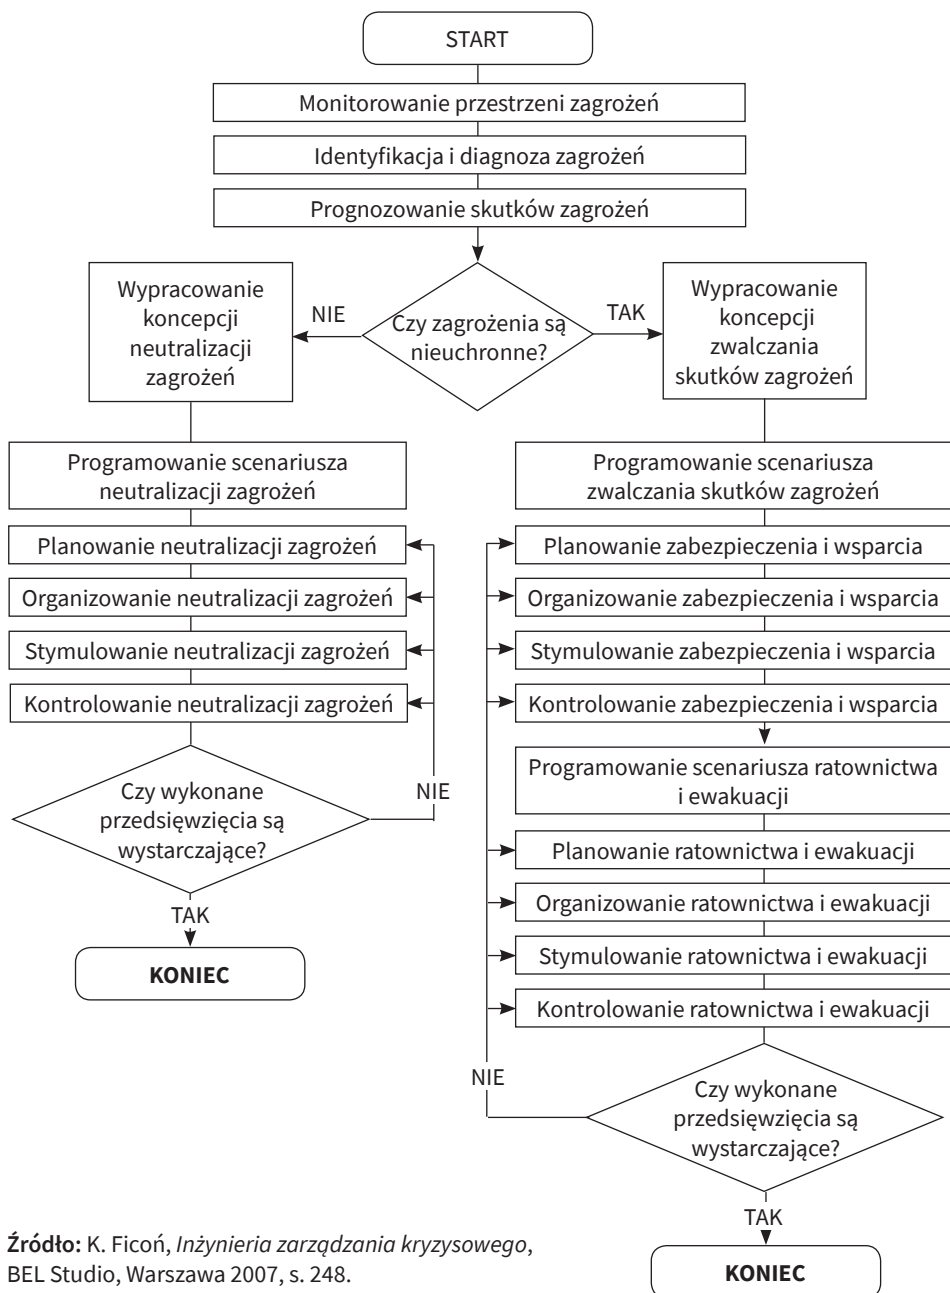 START
Monitorowanie przestrzeni zagrożeń
Identyfikacja i diagnoza zagrożeń
Prognozowanie skutków zagrożeń
Czy zagrożenia są
nieuchronne?
NIE
TAK
Wypracowanie
koncepcji
neutralizacji
zagrożeń
Programowanie scenariusza
neutralizacji zagrożeń
Planowanie neutralizacji zagrożeń
Organizowanie neutralizacji zagrożeń
Stymulowanie neutralizacji zagrożeń
Kontrolowanie neutralizacji zagrożeń
Czy wykonane
przedsięwzięcia są
wystarczające?
NIE
TAK
KONIEC
Wypracowanie
koncepcji
zwalczania
skutków zagrożeń
Programowanie scenariusza
zwalczania skutków zagrożeń
Planowanie zabezpieczenia i wsparcia
Organizowanie zabezpieczenia i wsparcia
Stymulowanie zabezpieczenia i wsparcia
Kontrolowanie zabezpieczenia i wsparcia
Programowanie scenariusza ratownictwa
i ewakuacji
Planowanie ratownictwa i ewakuacji
Organizowanie ratownictwa i ewakuacji
Stymulowanie ratownictwa i ewakuacji
Kontrolowanie ratownictwa i ewakuacji
NIE
Czy wykonane
przedsięwzięcia są
wystarczające?
TAK
KONIEC
Źródło: K. Ficoń, Inżynieria zarządzania kryzysowego,
BEL Studio, Warszawa 2007, s. 248.